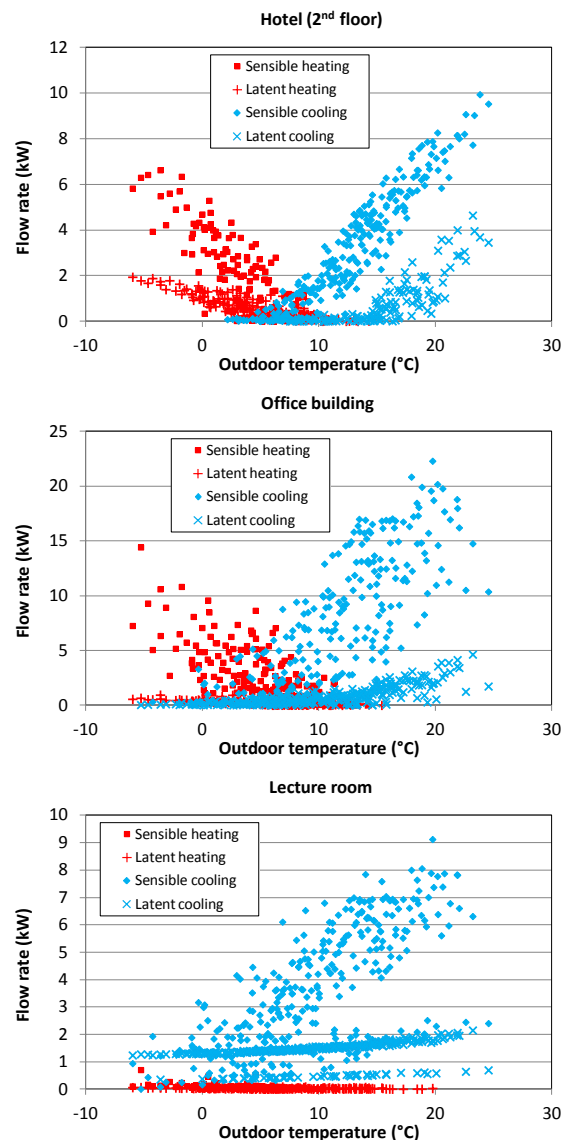 Hotel (2nd floor)
Flow rate (kW)
12
10
8
6
4
2
0
Sensible heating
Latent heating
Sensible cooling
Latent cooling
-10
0
10
20
30
Outdoor temperature (°C)
Office building
Flow rate (kW)
25
20
15
10
5
0
Sensible heating
Latent heating
Sensible cooling
Latent cooling
-10
0
10
20
30
Outdoor temperature (°C)
Lecture room
Flow rate (kW)
10
9
8
7
6
5
4
3
2
1
0
Sensible heating
Latent heating
Sensible cooling
Latent cooling
-10
0
10
20
30
Outdoor temperature (°C)